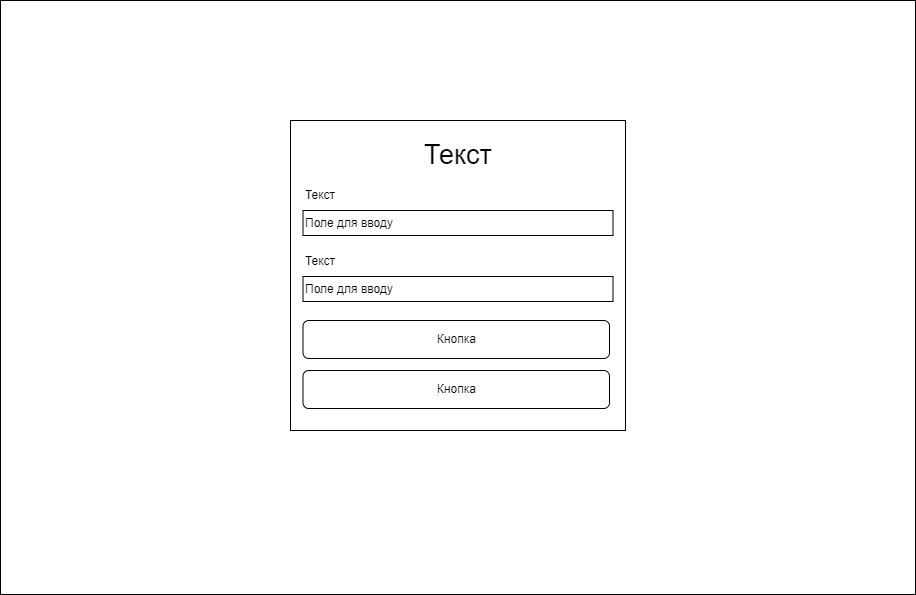 Текст
Текст
Поле для вводу
Текст
Поле для вводу
Кнопка
Кнопка